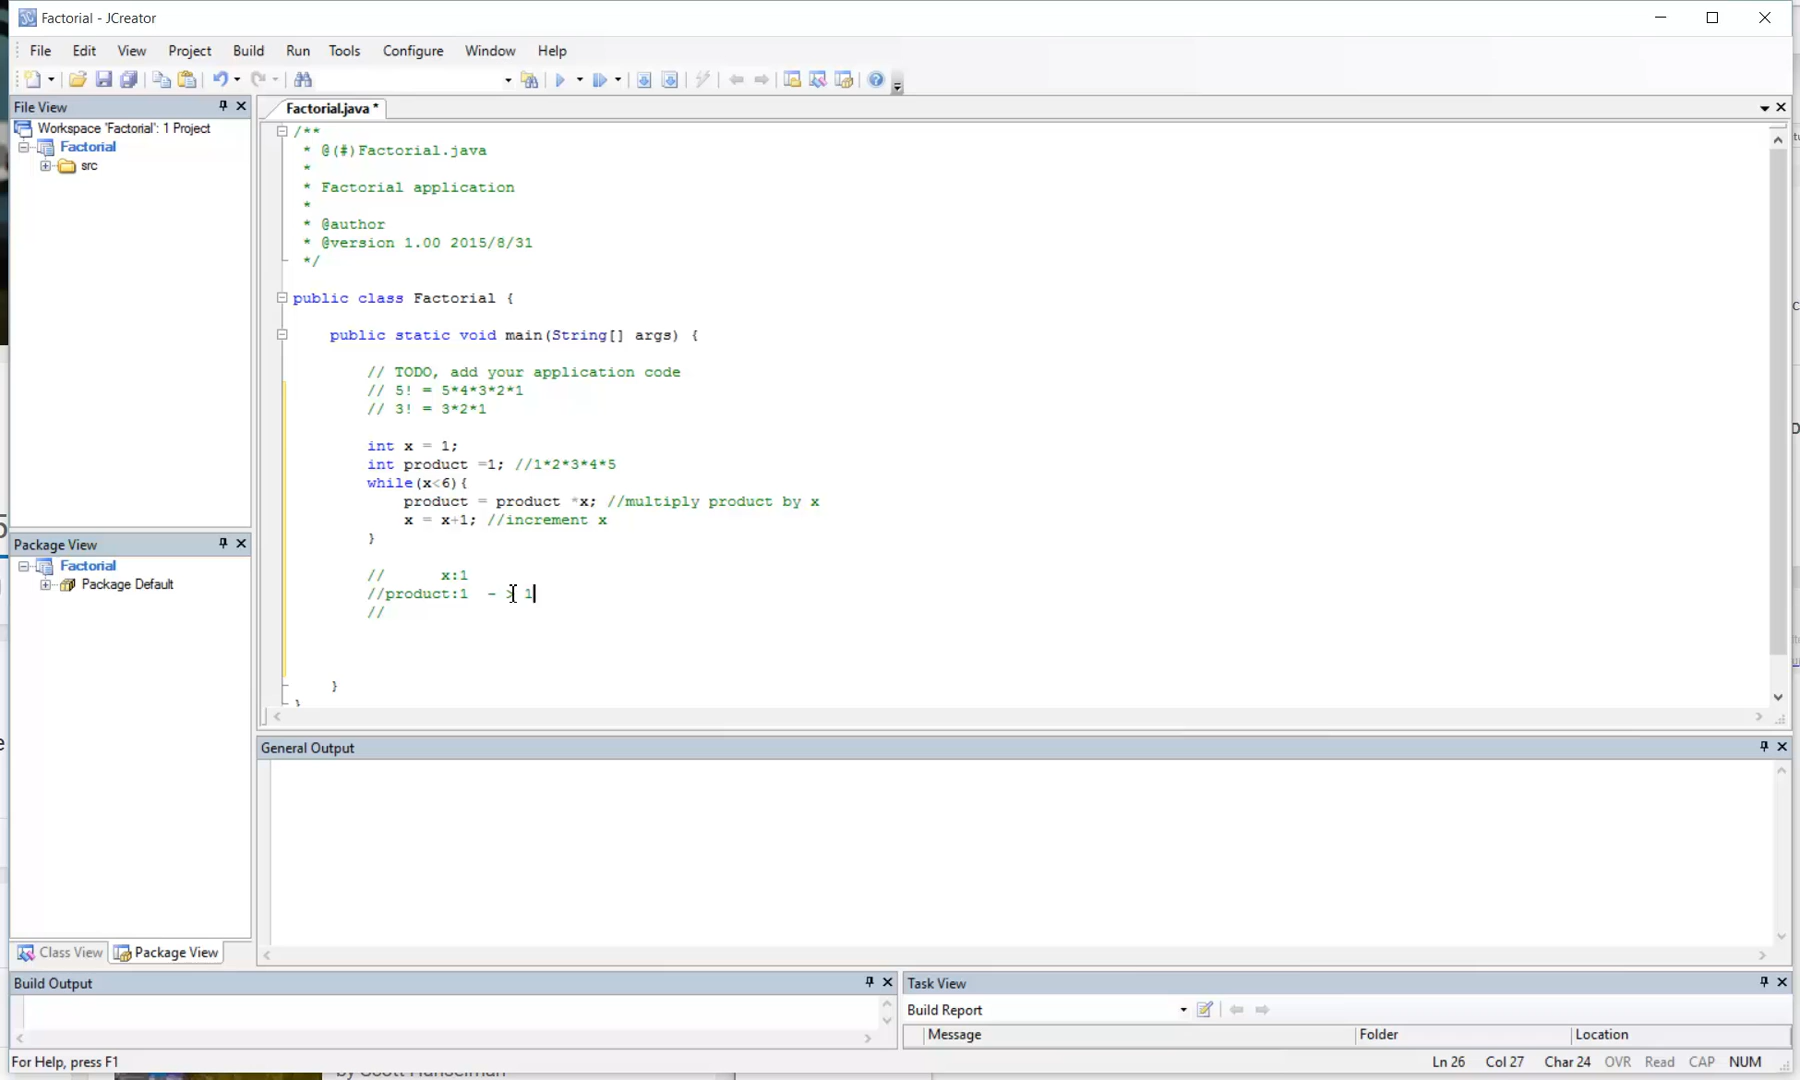 Factorial - JCreator
File Edit View Project Build Run Tools Configure Window Help
File View
Workspace 'Factorial': 1 Project
Factorial
src
Package View
Factorial
Package Default
Class View Package View
Factorial.java *
/**
* @(#)Factorial.java
*
* Factorial application
*
* @author
* @version 1.00 2015/8/31
*/
public class Factorial {
public static void main(String[] args) {
// TODO, add your application code
// 5! = 5*4*3*2*1
// 3! = 3*2*1
int x = 1;
int product =1; //1*2*3*4*5
while(x<6){
product = product *x; //multiply product by x
x = x+1; //increment x
}
// x:1
//product:1 - > 1
//
}
}
General Output
Build Output
Task View
Build Report
Message Folder Location
For Help, press F1
Ln 26 Col 27 Char 24 OVR Read CAP NUM
by Scott Hanselman